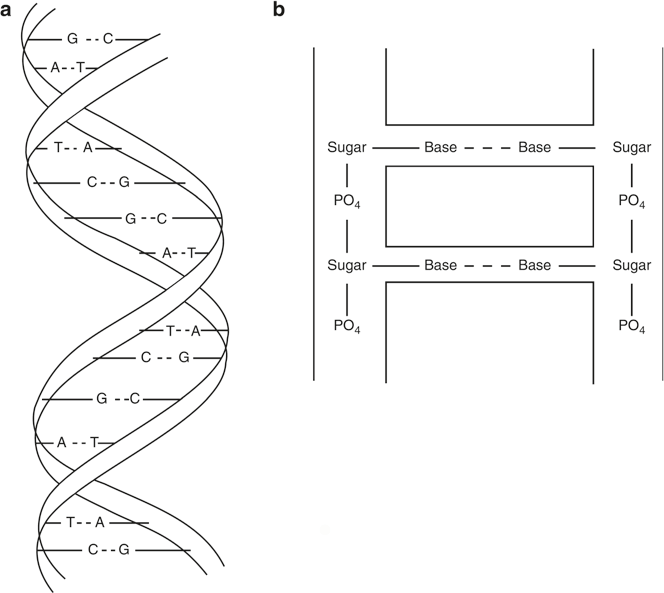 a
G -- C
A -- T
T -- A
C -- G
G -- C
A -- T
T -- A
C -- G
G -- C
A -- T
T -- A
C -- G
b
Sugar Base Base Sugar
PO4 PO4
Sugar Base Base Sugar
PO4 PO4